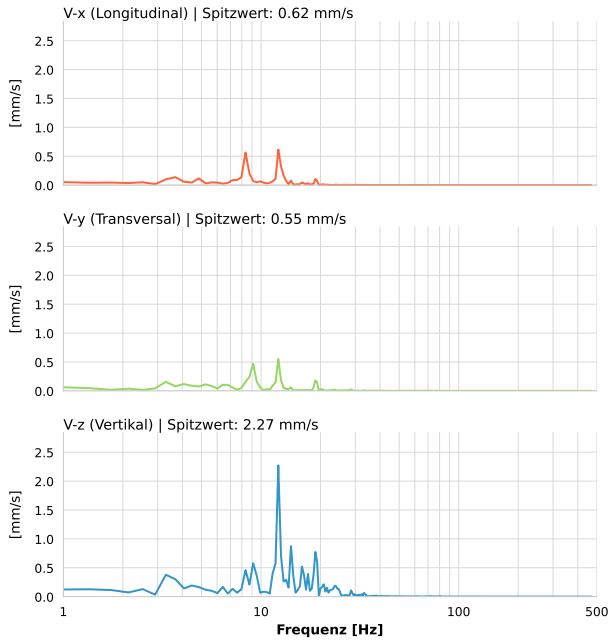 V-x (Longitudinal) | Spitzwert: 0.62 mm/s
2.5
2.0
[mm/s]
1.5
1.0
0.5
0.0
V-y (Transversal) | Spitzwert: 0.55 mm/s
2.5
2.0
[mm/s]
1.5
1.0
0.5
0.0
V-z (Vertikal) | Spitzwert: 2.27 mm/s
2.5
2.0
[mm/s]
1.5
1.0
0.5
0.0
1 10 100 500
Frequenz [Hz]